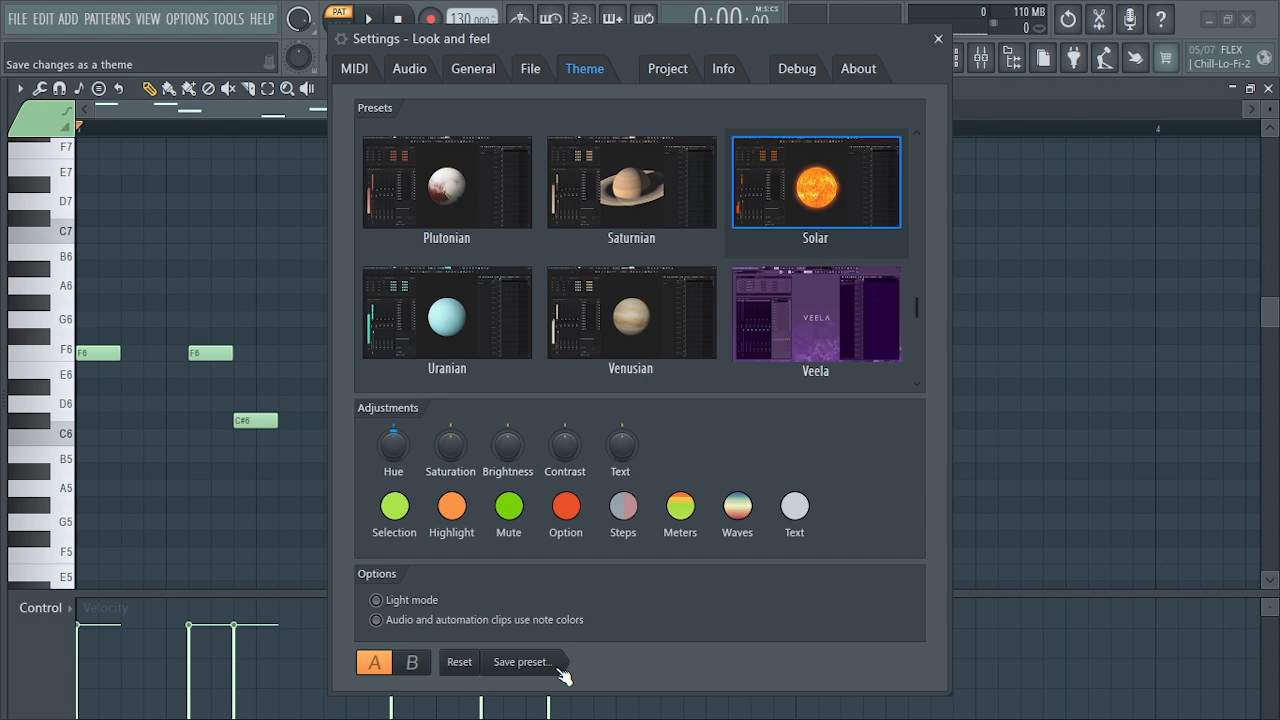 FILE EDIT ADD PATTERNS VIEW OPTIONS TOOLS HELP
PAT
130.000
3.2
0:00:00
M:S:CS
0
110 MB
0
Save changes as a theme
05/07 FLEX
Chill-Lo-Fi-2
Settings - Look and feel
MIDI Audio General File Theme Project Info Debug About
Presets
Plutonian Saturnian Solar
VEELA
Uranian Venusian Veela
Adjustments
Hue Saturation Brightness Contrast Text
Selection Highlight Mute Option Steps Meters Waves Text
Options
Light mode
Audio and automation clips use note colors
A B Reset Save preset...
4
F7
E7
D7
C7
B6
A6
G6
F6 F6 F6
E6
D6
C#6
C6
B5
A5
G5
F5
E5
Control Velocity